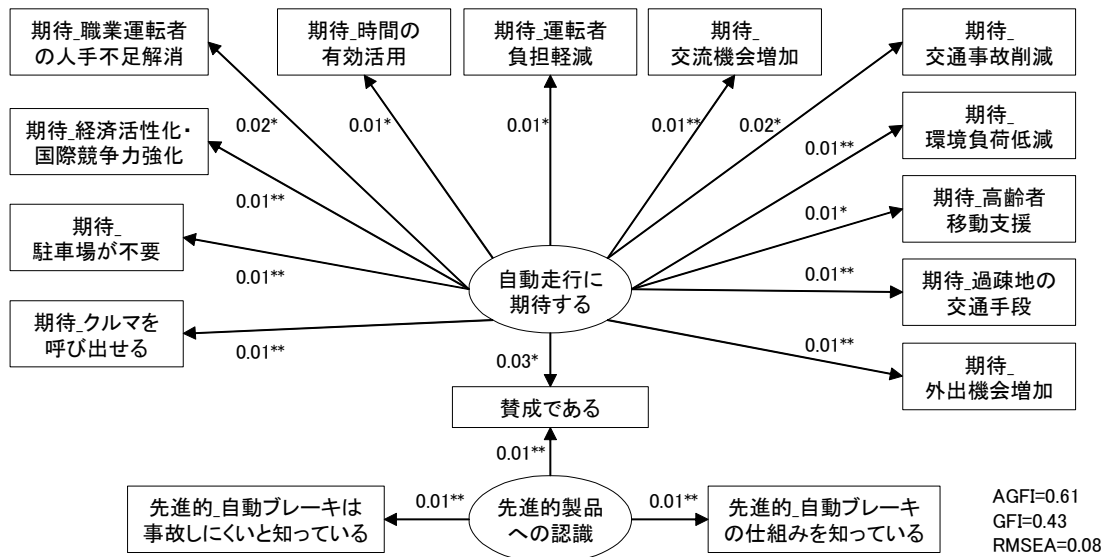 期待_職業運転者
の人手不足解消
期待_時間の
有効活用
期待_運転者
負担軽減
期待_
交流機会増加
期待_
交通事故削減
0.02*
0.01*
0.01*
0.01**
0.02*
期待_経済活性化・
国際競争力強化
0.01**
期待_
環境負荷低減
0.01**
期待_
駐車場が不要
0.01**
期待_高齢者
移動支援
0.01*
自動走行に
期待する
期待_過疎地の
交通手段
0.01**
期待_クルマを
呼び出せる
0.01**
期待_
外出機会増加
0.01**
0.03*
賛成である
0.01**
先進的_自動ブレーキは
事故しにくいと知っている
0.01**
先進的製品
への認識
0.01**
先進的_自動ブレーキ
の仕組みを知っている
AGFI=0.61
GFI=0.43
RMSEA=0.08